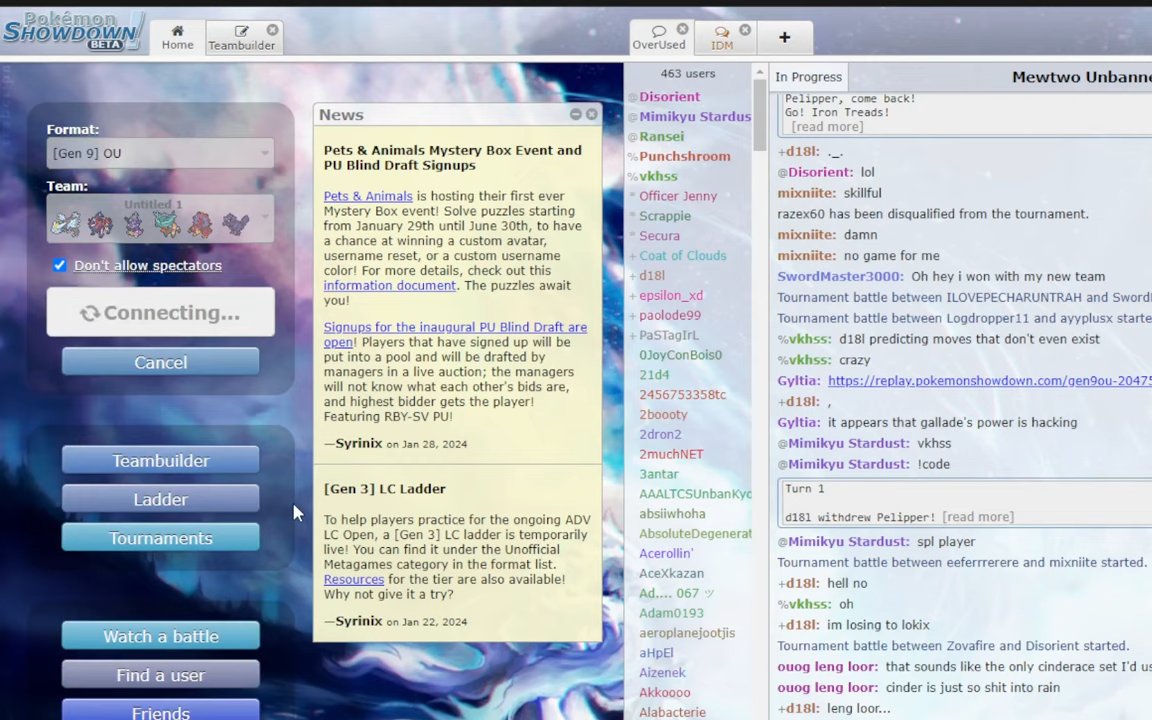 Pokémon
SHOWDOWN!
BETA
Home
Teambuilder
OverUsed
IDM
+
Format:
[Gen 9] OU
Team:
Untitled 1
Don't allow spectators
Connecting...
Cancel
Teambuilder
Ladder
Tournaments
Watch a battle
Find a user
Friends
News
Pets & Animals Mystery Box Event and
PU Blind Draft Signups
Pets & Animals is hosting their first ever
Mystery Box event! Solve puzzles starting
from January 29th until June 30th, to have
a chance at winning a custom avatar,
username reset, or a custom username
color! For more details, check out this
information document. The puzzles await
you!
Signups for the inaugural PU Blind Draft are
open! Players that have signed up will be
put into a pool and will be drafted by
managers in a live auction; the managers
will not know what each other's bids are,
and highest bidder gets the player!
Featuring RBY-SV PU!
—Syrinix on Jan 28, 2024
[Gen 3] LC Ladder
To help players practice for the ongoing ADV
LC Open, a [Gen 3] LC ladder is temporarily
live! You can find it under the Unofficial
Metagames category in the format list.
Resources for the tier are also available!
Why not give it a try?
—Syrinix on Jan 22, 2024
463 users
@Disorient
@Mimikyu Stardus
@Ransei
%Punchshroom
%vkhss
*Officer Jenny
*Scrappie
*Secura
+Coat of Clouds
+d18l
+epsilon_xd
+paolode99
+PaSTagIrL
0JoyConBois0
21d4
2456753358tc
2boooty
2dron2
2muchNET
3antar
AAALTCSUnbanKyo
absiiwhoha
AbsoluteDegenerat
Acerollin'
AceXkazan
Ad.... 067 ッ
Adam0193
aeroplanejootjis
aHpEl
Aizenek
Akkoooo
Alabacterie
In Progress
Mewtwo Unbanne
Pelipper, come back!
Go! Iron Treads!
[read more]
+d18l: ._.
@Disorient: lol
mixniite: skillful
razex60 has been disqualified from the tournament.
mixniite: damn
mixniite: no game for me
SwordMaster3000: Oh hey i won with my new team
Tournament battle between ILOVEPECHARUNTRAH and Sword
Tournament battle between Logdropper11 and ayyplusx starte
%vkhss: d18l predicting moves that don't even exist
%vkhss: crazy
Gyltia: https://replay.pokemonshowdown.com/gen9ou-20475
+d18l: ,
Gyltia: it appears that gallade's power is hacking
@Mimikyu Stardust: vkhss
@Mimikyu Stardust: !code
Turn 1
d18l withdrew Pelipper! [read more]
@Mimikyu Stardust: spl player
Tournament battle between eeferrrerere and mixniite started.
+d18l: hell no
%vkhss: oh
+d18l: im losing to lokix
Tournament battle between Zovafire and Disorient started.
ouog leng loor: that sounds like the only cinderace set I'd us
ouog leng loor: cinder is just so shit into rain
+d18l: leng loor...